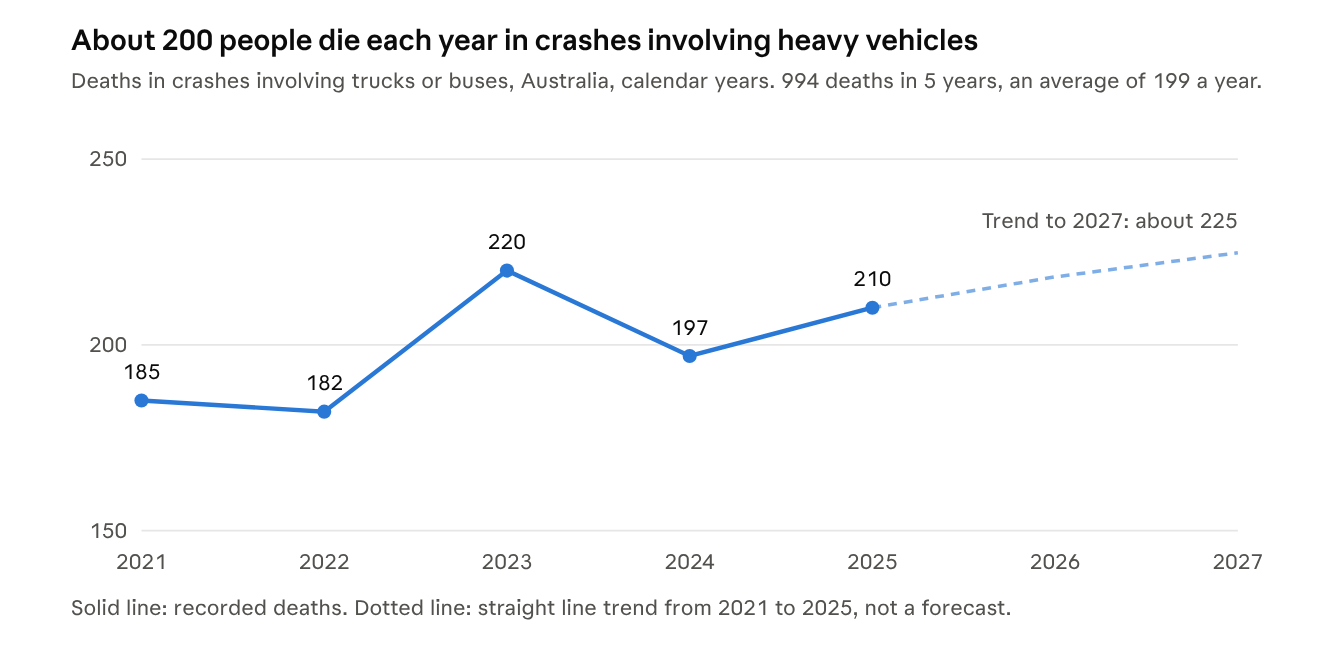 About 200 people die each year in crashes involving heavy vehicles
Deaths in crashes involving trucks or buses, Australia, calendar years. 994 deaths in 5 years, an average of 199 a year.
250
Trend to 2027: about 225
220
210
197
200
185
182
150
2021 2022 2023 2024 2025 2026 2027
Solid line: recorded deaths. Dotted line: straight line trend from 2021 to 2025, not a forecast.